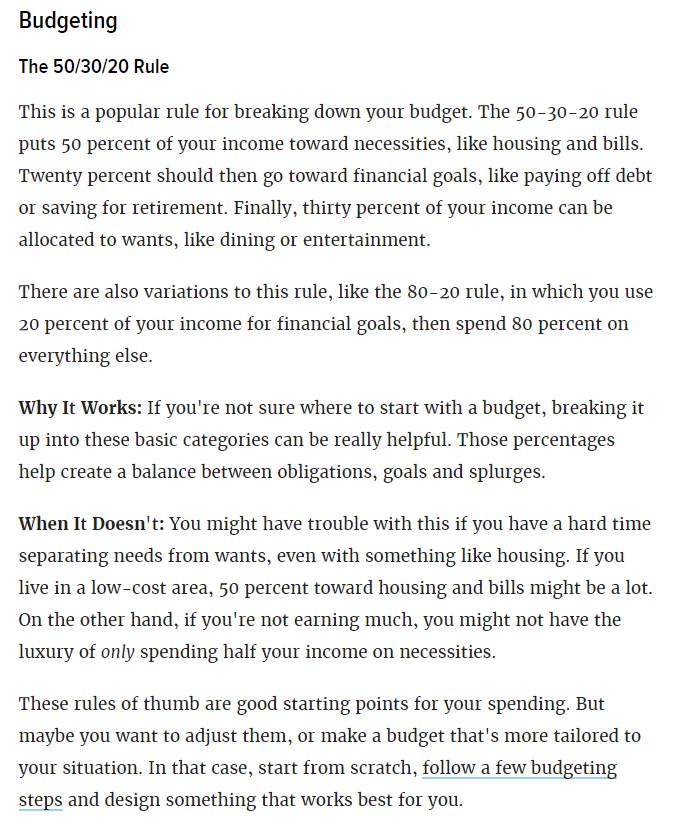 Budgeting
The 50/30/20 Rule
This is a popular rule for breaking down your budget. The 50-30-20 rule
puts 50 percent of your income toward necessities, like housing and bills.
Twenty percent should then go toward financial goals, like paying off debt
or saving for retirement. Finally, thirty percent of your income can be
allocated to wants, like dining or entertainment.
There are also variations to this rule, like the 80-20 rule, in which you use
20 percent of your income for financial goals, then spend 80 percent on
everything else.
Why It Works: If you're not sure where to start with a budget, breaking it
up into these basic categories can be really helpful. Those percentages
help create a balance between obligations, goals and splurges.
When It Doesn't: You might have trouble with this if you have a hard time
separating needs from wants, even with something like housing. If you
live in a low-cost area, 50 percent toward housing and bills might be a lot.
On the other hand, if you're not earning much, you might not have the
luxury of only spending half your income on necessities.
These rules of thumb are good starting points for your spending. But
maybe you want to adjust them, or make a budget that's more tailored to
your situation. In that case, start from scratch, follow a few budgeting
steps and design something that works best for you.